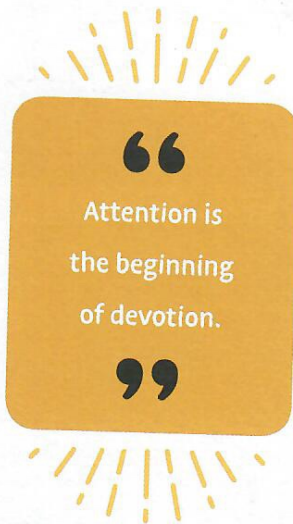 “
Attention is
the beginning
of devotion.
”